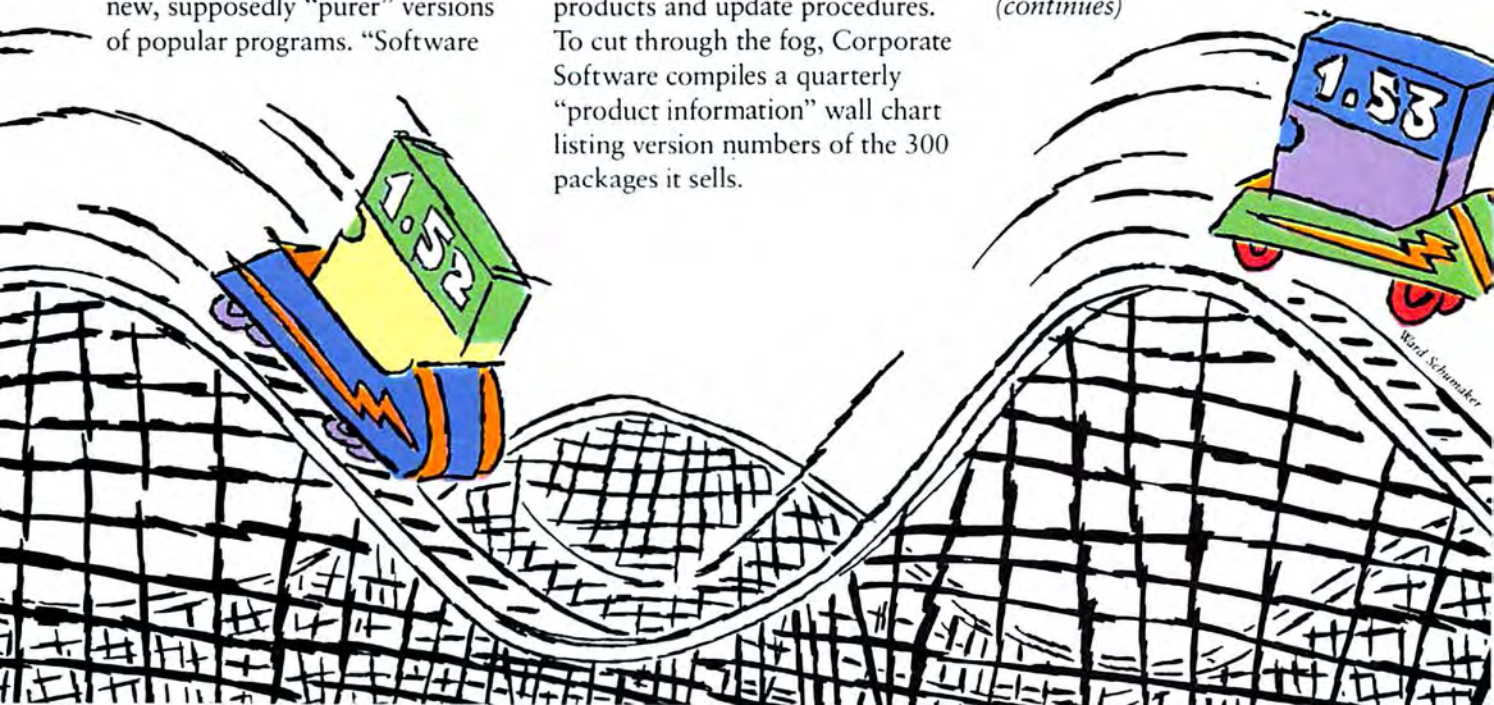 new, supposedly “purer” versions
of popular programs. “Software
products and update procedures.
To cut through the fog, Corporate
Software compiles a quarterly
“product information” wall chart
listing version numbers of the 300
packages it sells.
(continues)
1.52
1.53
Ward Schumaker